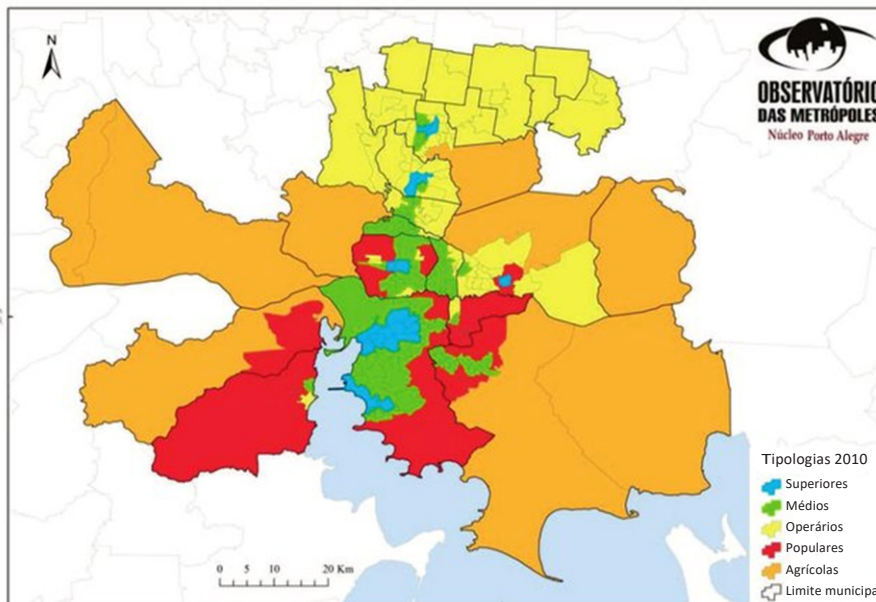 N
OBSERVATÓRIO
DAS METRÓPOLES
Núcleo Porto Alegre
Tipologias 2010
Superiores
Médios
Operários
Populares
Agrícolas
Limite municipa
0 5 10 20 Km